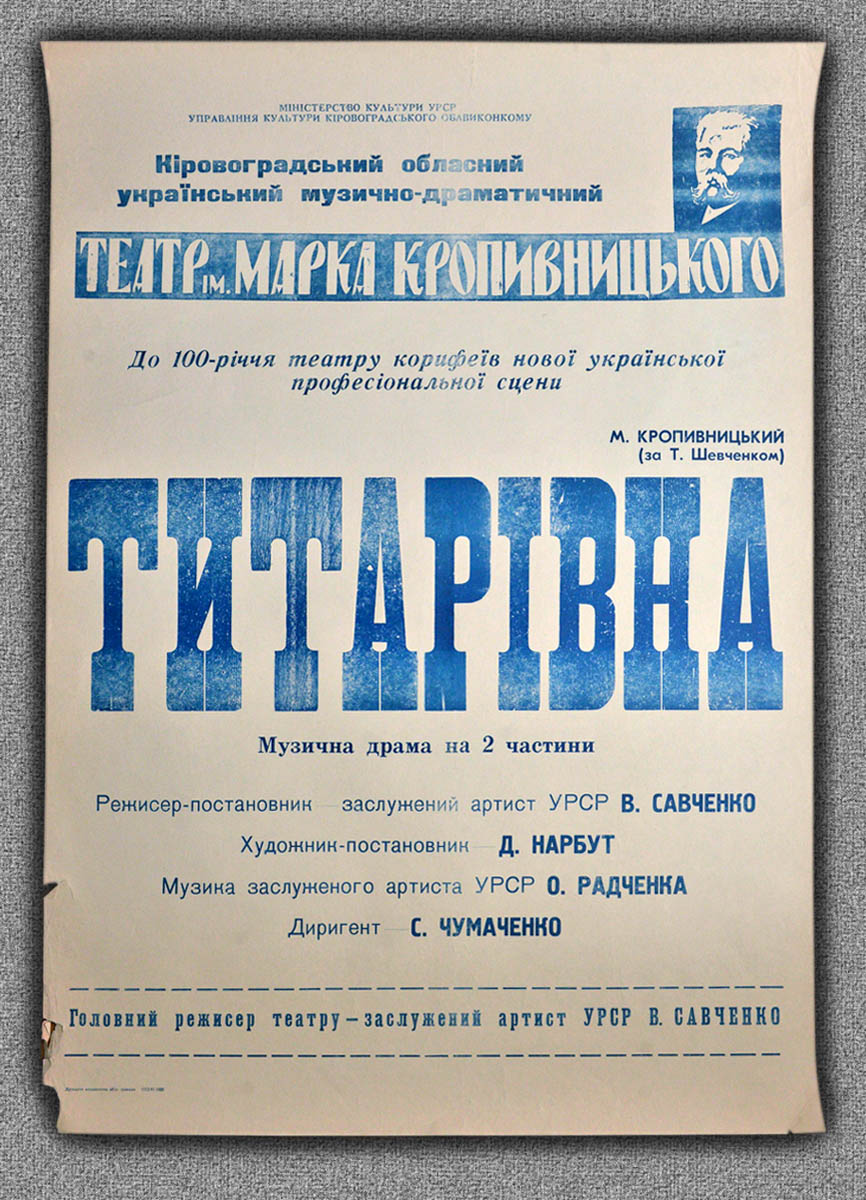 МІНІСТЕРСТВО КУЛЬТУРИ УРСР
УПРАВЛІННЯ КУЛЬТУРИ КІРОВОГРАДСЬКОГО ОБЛВИКОНКОМУ
Кіровоградський обласний
український музично-драматичний
ТЕАТР ІМ. МАРКА КРОПИВНИЦЬКОГО
До 100-річчя театру корифеїв нової української
професіональної сцени
М. КРОПИВНИЦЬКИЙ
(за Т. Шевченком)
ТИТАРІВНА
Музична драма на 2 частини
Режисер-постановник — заслужений артист УРСР В. САВЧЕНКО
Художник-постановник — Д. НАРБУТ
Музика заслуженого артиста УРСР О. РАДЧЕНКА
Диригент — С. ЧУМАЧЕНКО
Головний режисер театру — заслужений артист УРСР В. САВЧЕНКО